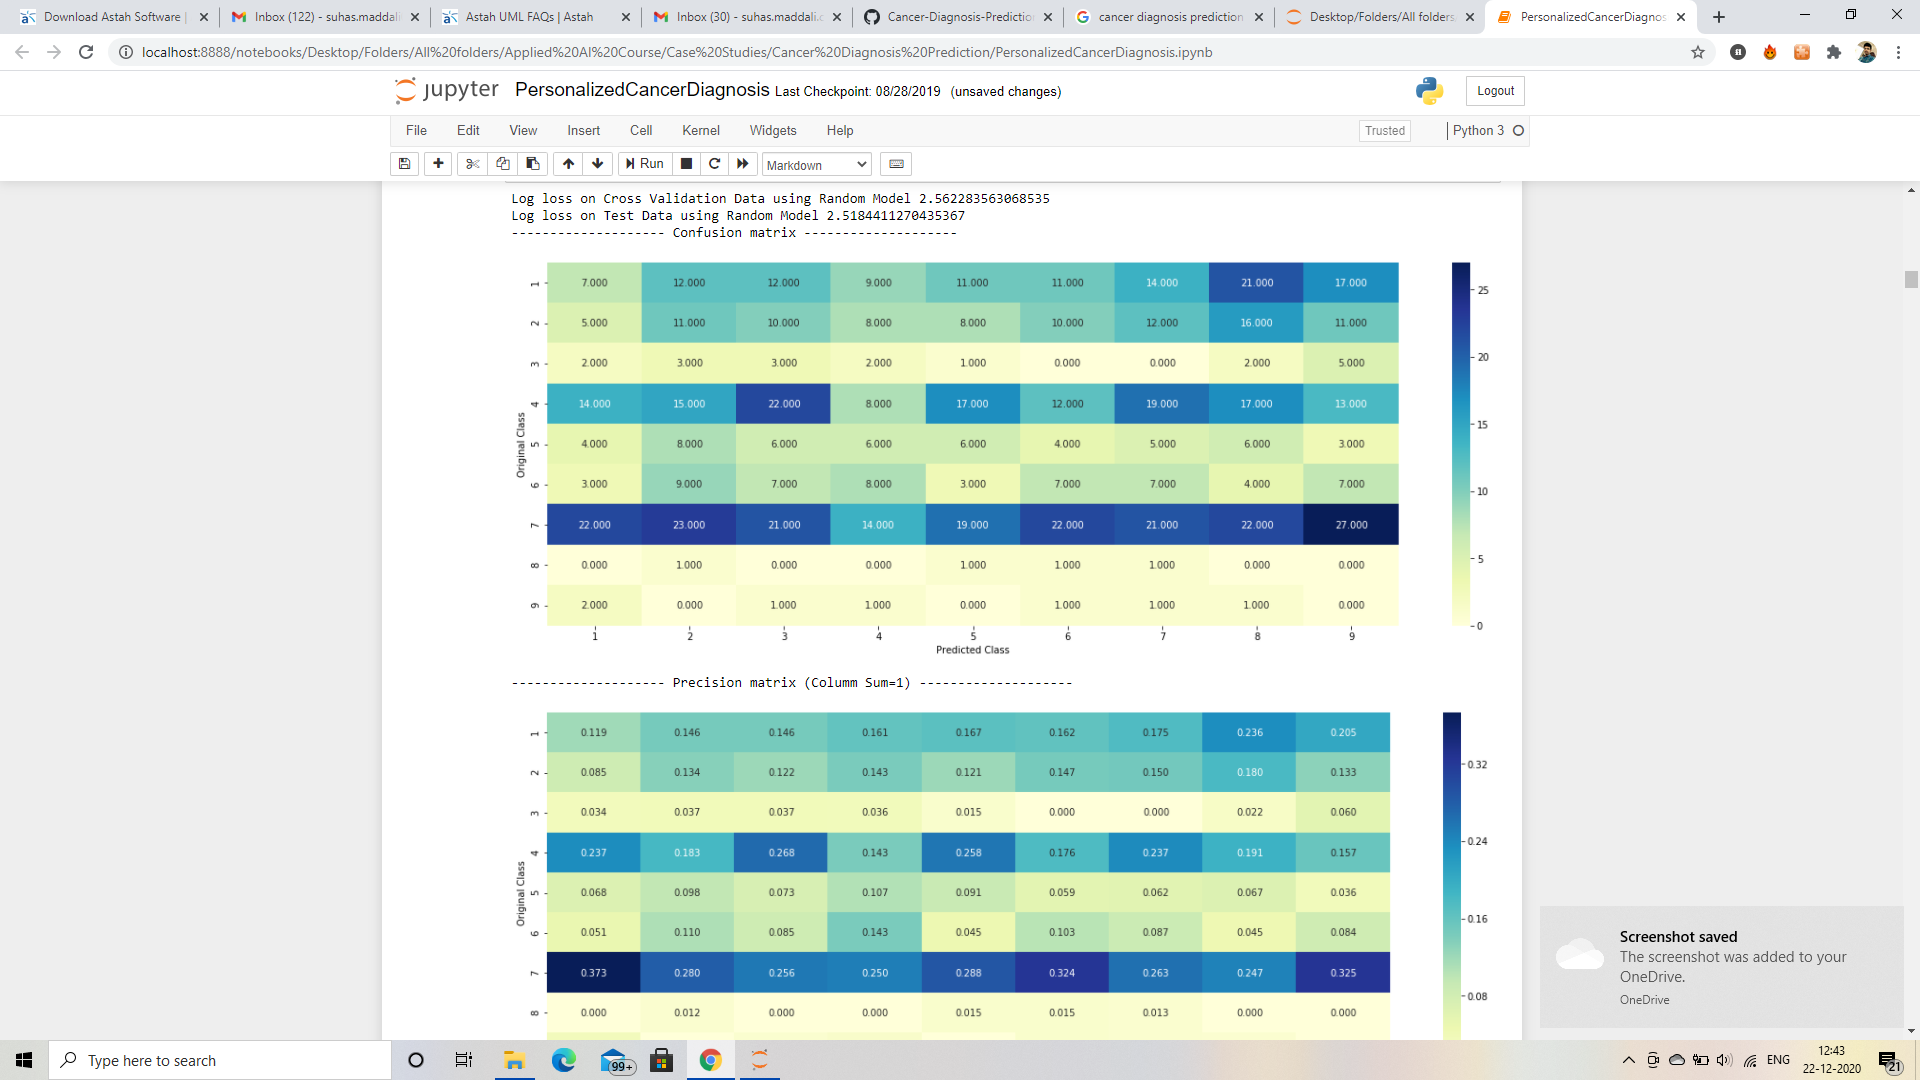 Download Astah Software |
Inbox (122) - suhas.maddali
Astah UML FAQs | Astah
Inbox (30) - suhas.maddali.c
Cancer-Diagnosis-Predictio
cancer diagnosis prediction
Desktop/Folders/All folders
PersonalizedCancerDiagnos
localhost:8888/notebooks/Desktop/Folders/All%20folders/Applied%20AI%20Course/Case%20Studies/Cancer%20Diagnosis%20Prediction/PersonalizedCancerDiagnosis.ipynb
jupyter PersonalizedCancerDiagnosis Last Checkpoint: 08/28/2019 (unsaved changes)
Logout
File Edit View Insert Cell Kernel Widgets Help
Trusted
Python 3
Run
Markdown
Log loss on Cross Validation Data using Random Model 2.562283563068535
Log loss on Test Data using Random Model 2.5184411270435367
-------------------- Confusion matrix --------------------
1 7.000 12.000 12.000 9.000 11.000 11.000 14.000 21.000 17.000
2 5.000 11.000 10.000 8.000 8.000 10.000 12.000 16.000 11.000
3 2.000 3.000 3.000 2.000 1.000 0.000 0.000 2.000 5.000
4 14.000 15.000 22.000 8.000 17.000 12.000 19.000 17.000 13.000
5 4.000 8.000 6.000 6.000 6.000 4.000 5.000 6.000 3.000
6 3.000 9.000 7.000 8.000 3.000 7.000 7.000 4.000 7.000
7 22.000 23.000 21.000 14.000 19.000 22.000 21.000 22.000 27.000
8 0.000 1.000 0.000 0.000 1.000 1.000 1.000 0.000 0.000
9 2.000 0.000 1.000 1.000 0.000 1.000 1.000 1.000 0.000
1 2 3 4 5 6 7 8 9
Original Class
Predicted Class
25
20
15
10
5
0
-------------------- Precision matrix (Columm Sum=1) --------------------
1 0.119 0.146 0.146 0.161 0.167 0.162 0.175 0.236 0.205
2 0.085 0.134 0.122 0.143 0.121 0.147 0.150 0.180 0.133
3 0.034 0.037 0.037 0.036 0.015 0.000 0.000 0.022 0.060
4 0.237 0.183 0.268 0.143 0.258 0.176 0.237 0.191 0.157
5 0.068 0.098 0.073 0.107 0.091 0.059 0.062 0.067 0.036
6 0.051 0.110 0.085 0.143 0.045 0.103 0.087 0.045 0.084
7 0.373 0.280 0.256 0.250 0.288 0.324 0.263 0.247 0.325
8 0.000 0.012 0.000 0.000 0.015 0.015 0.013 0.000 0.000
Original Class
0.32
0.24
0.16
0.08
Screenshot saved
The screenshot was added to your
OneDrive.
OneDrive
Type here to search
99+
ENG
12:43
22-12-2020
21